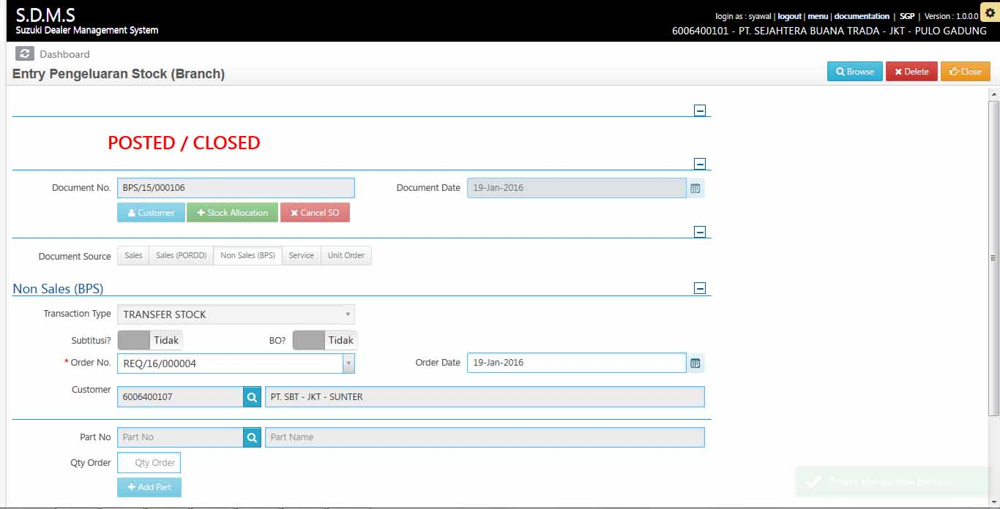 S.D.M.S
login as : syawal | logout | menu | documentation | SGP | Version : 1.0.0.0
Suzuki Dealer Management System
6006400101 - PT. SEJAHTERA BUANA TRADA - JKT - PULO GADUNG
Dashboard
Entry Pengeluaran Stock (Branch)
Browse Delete Close
POSTED / CLOSED
Document No. BPS/15/000106 Document Date 19-Jan-2016
Customer Stock Allocation Cancel SO
Document Source Sales Sales (PORDD) Non Sales (BPS) Service Unit Order
Non Sales (BPS)
Transaction Type TRANSFER STOCK
Subtitusi? Tidak BO? Tidak
* Order No. REQ/16/000004 Order Date 19-Jan-2016
Customer 6006400107 PT. SBT - JKT - SUNTER
Part No Part No Part Name
Qty Order Qty Order
Add Part